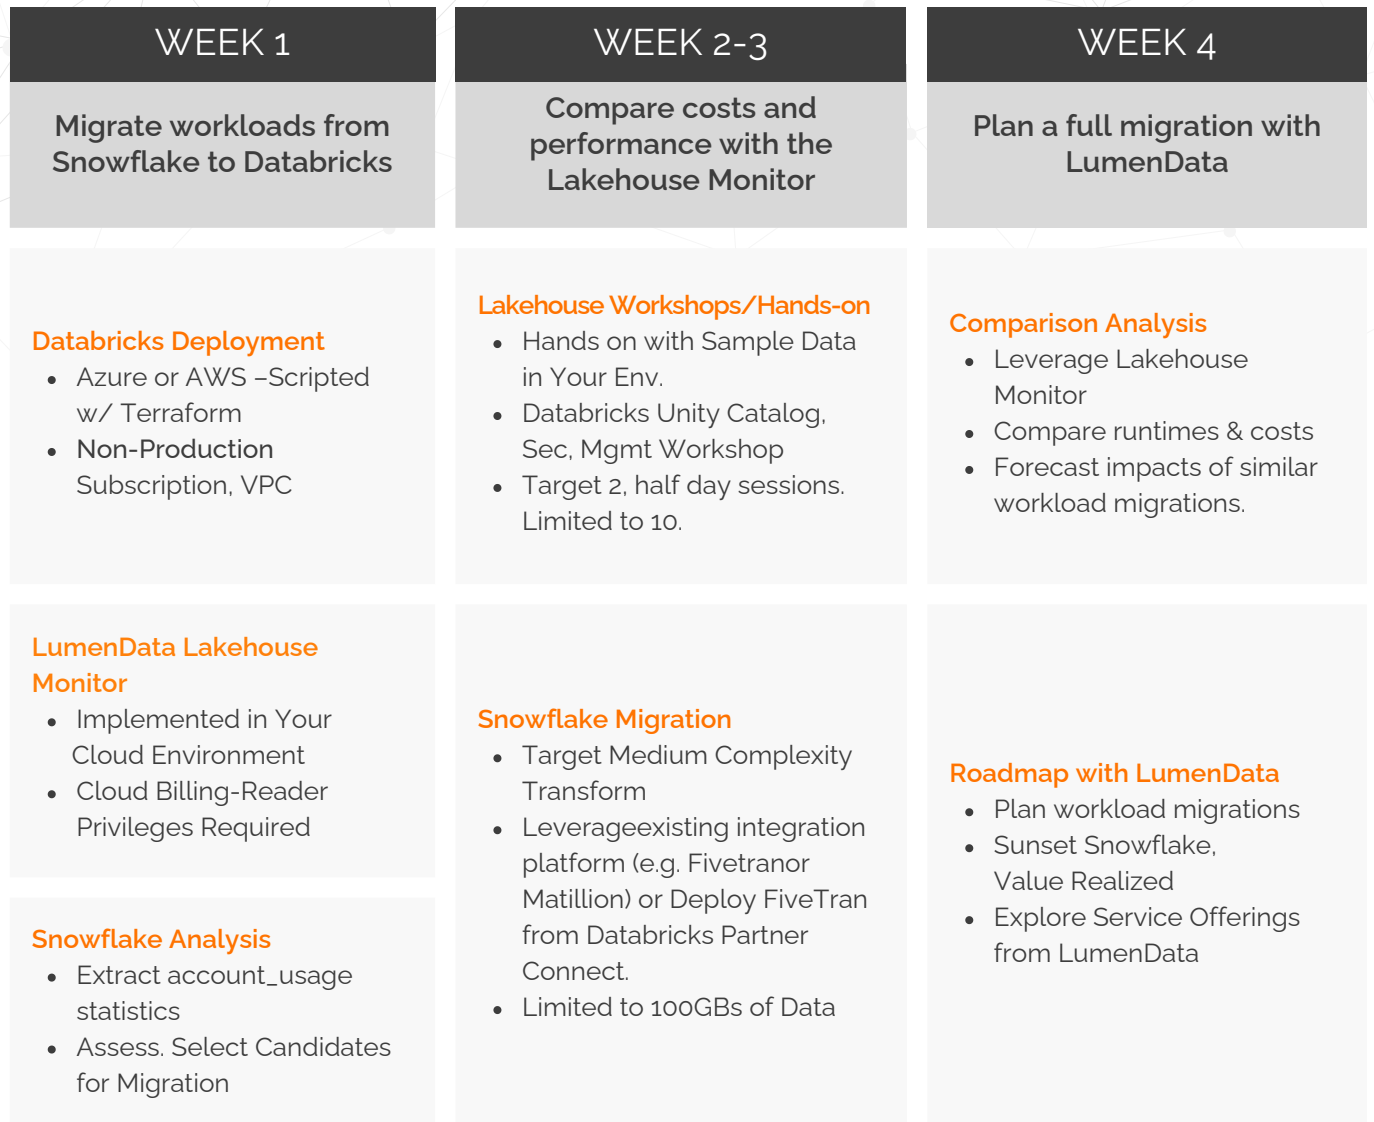 WEEK 1
Migrate workloads from
Snowflake to Databricks
Databricks Deployment
• Azure or AWS –Scripted
w/ Terraform
• Non-Production
Subscription, VPC
LumenData Lakehouse
Monitor
• Implemented in Your
Cloud Environment
• Cloud Billing-Reader
Privileges Required
Snowflake Analysis
• Extract account_usage
statistics
• Assess. Select Candidates
for Migration
WEEK 2-3
Compare costs and
performance with the
Lakehouse Monitor
Lakehouse Workshops/Hands-on
• Hands on with Sample Data
in Your Env.
• Databricks Unity Catalog,
Sec, Mgmt Workshop
• Target 2, half day sessions.
Limited to 10.
Snowflake Migration
• Target Medium Complexity
Transform
• Leverageexisting integration
platform (e.g. Fivetranor
Matillion) or Deploy FiveTran
from Databricks Partner
Connect.
• Limited to 100GBs of Data
WEEK 4
Plan a full migration with
LumenData
Comparison Analysis
• Leverage Lakehouse
Monitor
• Compare runtimes & costs
• Forecast impacts of similar
workload migrations.
Roadmap with LumenData
• Plan workload migrations
• Sunset Snowflake,
Value Realized
• Explore Service Offerings
from LumenData